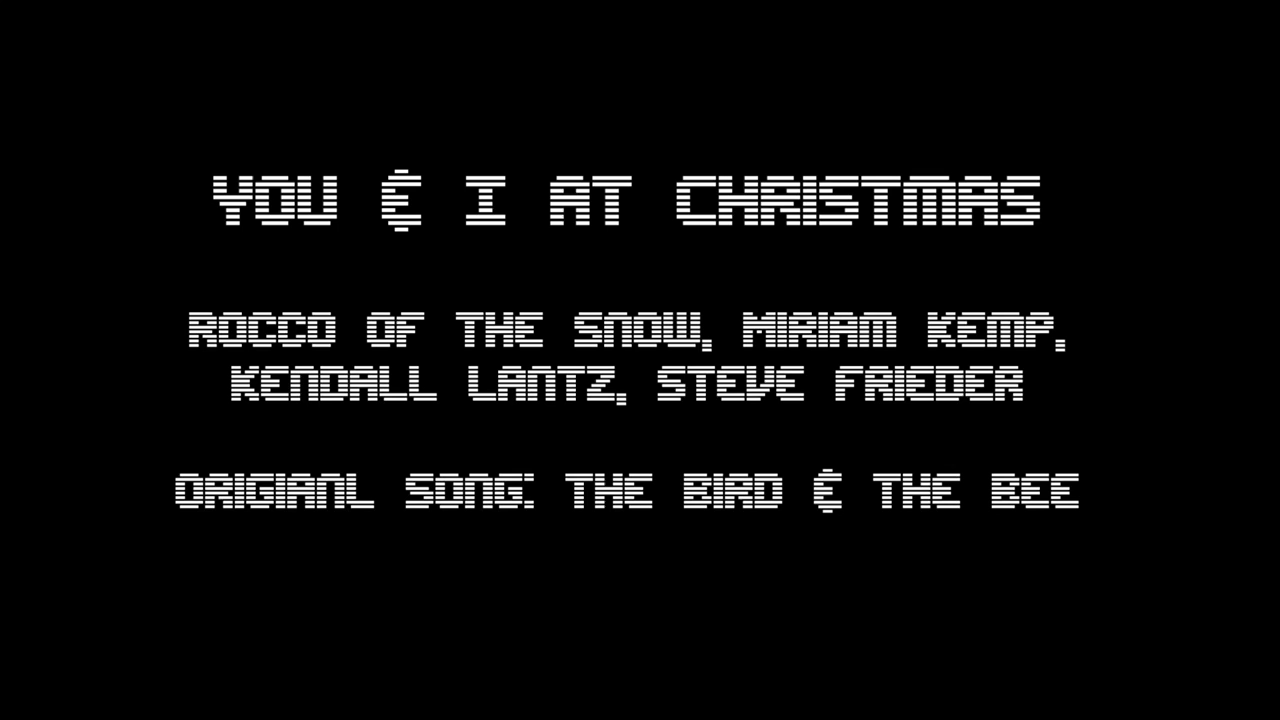 YOU & I AT CHRISTMAS
ROCCO OF THE SNOW, MIRIAM KEMP,
KENDALL LANTZ, STEVE FRIEDER
ORIGIANL SONG: THE BIRD & THE BEE